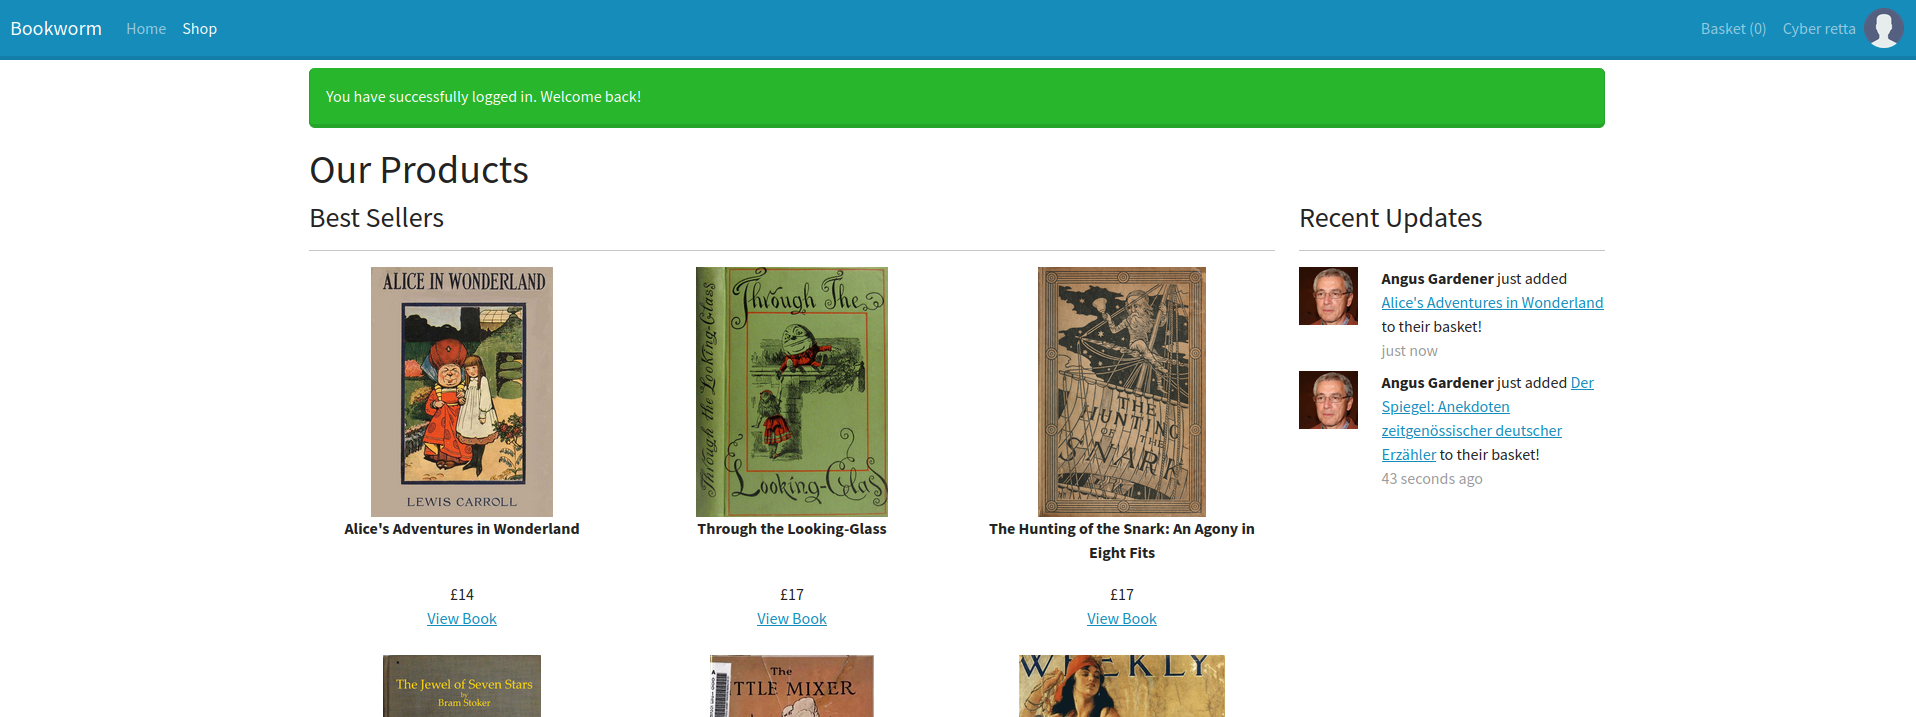 Bookworm Home Shop Basket (0) Cyber retta
You have successfully logged in. Welcome back!
Our Products
Best Sellers
ALICE IN WONDERLAND
LEWIS CARROLL
Alice's Adventures in Wonderland
£14
View Book
Through The
Looking-Glass
Through the Looking-Glass
Through the Looking-Glass
£17
View Book
THE
HUNTING
OF THE
SNARK
The Hunting of the Snark: An Agony in
Eight Fits
£17
View Book
The Jewel of Seven Stars
by
Bram Stoker
The
TTLE MIXER
WEEKLY
Recent Updates
Angus Gardener just added
Alice's Adventures in Wonderland
to their basket!
just now
Angus Gardener just added Der
Spiegel: Anekdoten
zeitgenössischer deutscher
Erzähler to their basket!
43 seconds ago